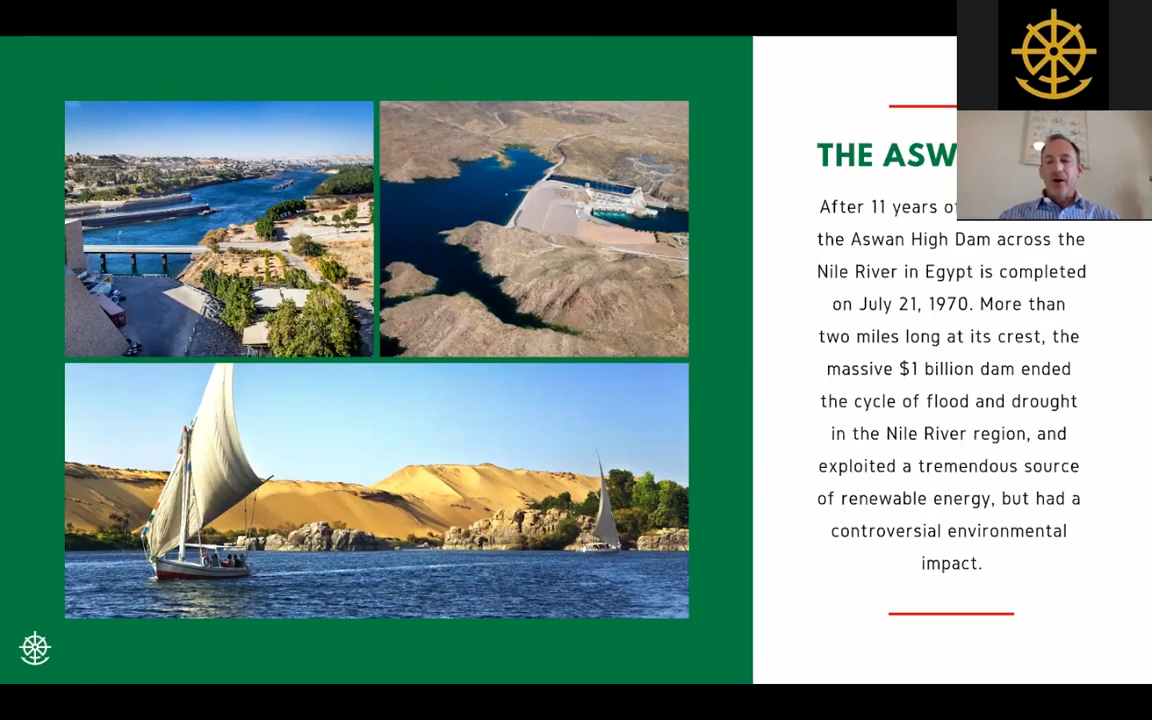 THE ASW
After 11 years of
the Aswan High Dam across the
Nile River in Egypt is completed
on July 21, 1970. More than
two miles long at its crest, the
massive $1 billion dam ended
the cycle of flood and drought
in the Nile River region, and
exploited a tremendous source
of renewable energy, but had a
controversial environmental
impact.